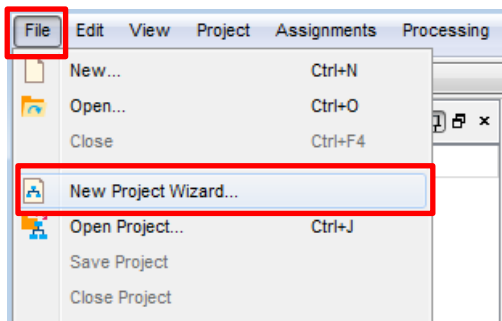 File Edit View Project Assignments Processing
New... Ctrl+N
Open... Ctrl+O
Close Ctrl+F4
New Project Wizard...
Open Project... Ctrl+J
Save Project
Close Project